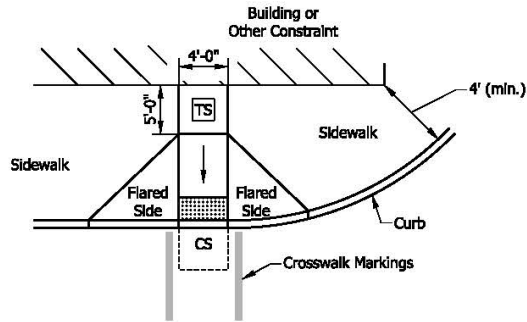 Building or
Other Constraint
4'-0"
5'-0"
TS
4' (min.)
Sidewalk
Sidewalk
Flared
Side
Flared
Side
Curb
CS
Crosswalk Markings